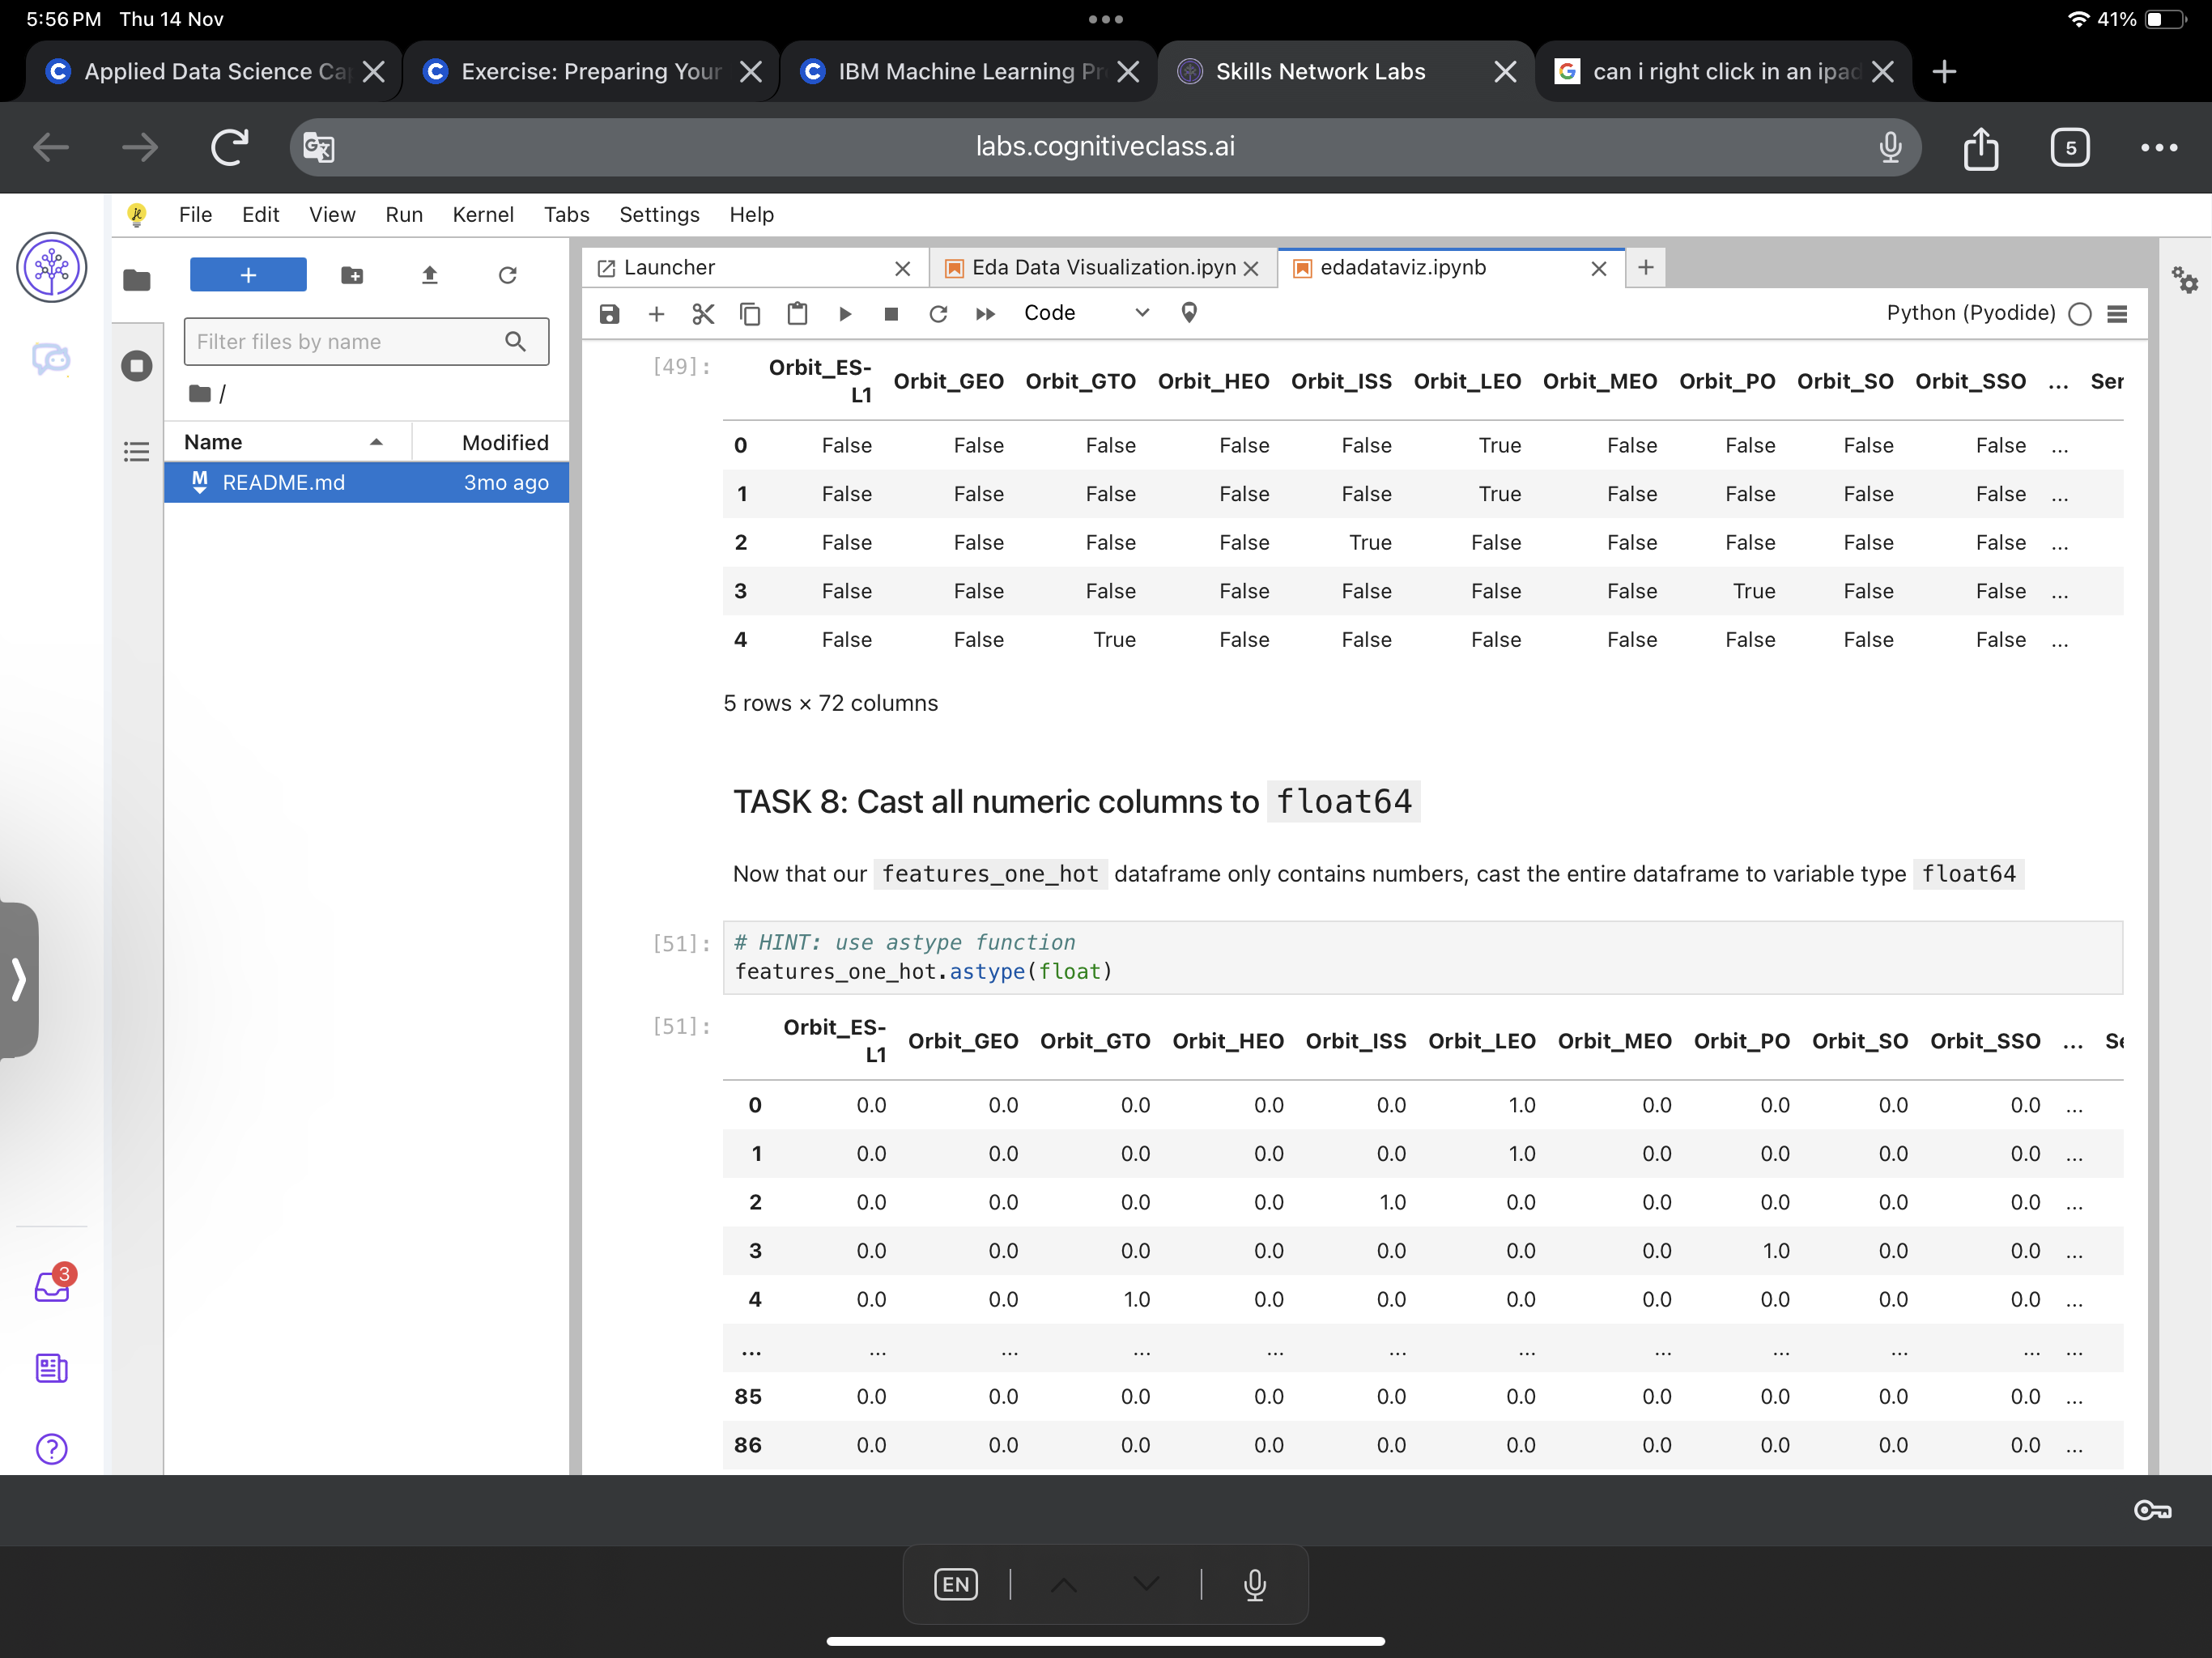 5:56 PM Thu 14 Nov
41%
Applied Data Science Ca
Exercise: Preparing Your
IBM Machine Learning Pr
Skills Network Labs
can i right click in an ipad
labs.cognitiveclass.ai
5
File Edit View Run Kernel Tabs Settings Help
Launcher
Eda Data Visualization.ipyn
edadataviz.ipynb
Filter files by name
/
Name Modified
README.md 3mo ago
Code
Python (Pyodide)
[49]:
Orbit_ES-L1 Orbit_GEO Orbit_GTO Orbit_HEO Orbit_ISS Orbit_LEO Orbit_MEO Orbit_PO Orbit_SO Orbit_SSO ... Ser
0 False False False False False True False False False False ...
1 False False False False False True False False False False ...
2 False False False False True False False False False False ...
3 False False False False False False False True False False ...
4 False False True False False False False False False False ...
5 rows × 72 columns
TASK 8: Cast all numeric columns to float64
Now that our features_one_hot dataframe only contains numbers, cast the entire dataframe to variable type float64
[51]: # HINT: use astype function
features_one_hot.astype(float)
[51]:
Orbit_ES-L1 Orbit_GEO Orbit_GTO Orbit_HEO Orbit_ISS Orbit_LEO Orbit_MEO Orbit_PO Orbit_SO Orbit_SSO ... Se
0 0.0 0.0 0.0 0.0 0.0 1.0 0.0 0.0 0.0 0.0 ...
1 0.0 0.0 0.0 0.0 0.0 1.0 0.0 0.0 0.0 0.0 ...
2 0.0 0.0 0.0 0.0 1.0 0.0 0.0 0.0 0.0 0.0 ...
3 0.0 0.0 0.0 0.0 0.0 0.0 0.0 1.0 0.0 0.0 ...
4 0.0 0.0 1.0 0.0 0.0 0.0 0.0 0.0 0.0 0.0 ...
... ... ... ... ... ... ... ... ... ... ... ...
85 0.0 0.0 0.0 0.0 0.0 0.0 0.0 0.0 0.0 0.0 ...
86 0.0 0.0 0.0 0.0 0.0 0.0 0.0 0.0 0.0 0.0 ...
3
EN